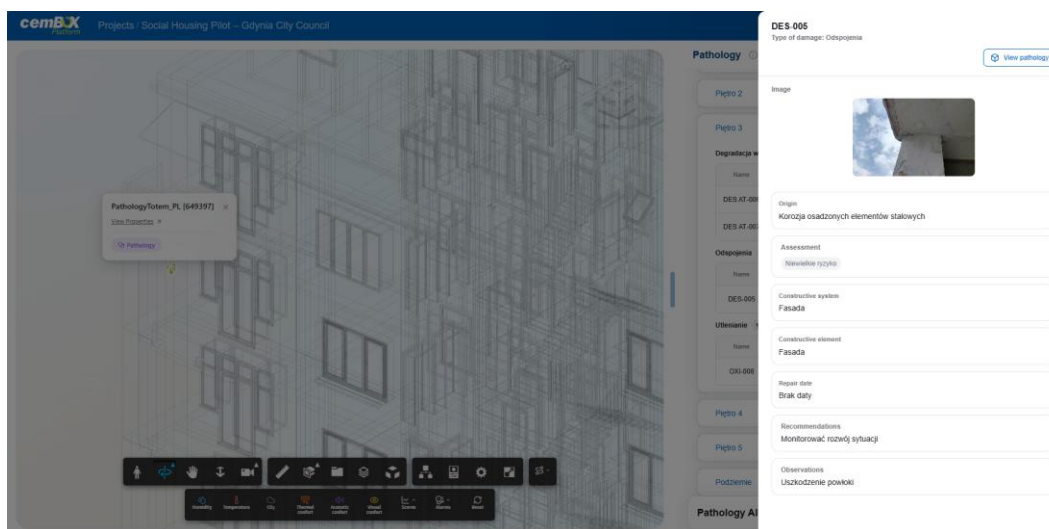 cemBOX
Platform
Projects / Social Housing Pilot – Gdynia City Council
PathologyTotem_PL [649397]
View Properties
Pathology
Humidity
Temperature
CO₂
Thermal comfort
Acoustic comfort
Visual comfort
Alarms
Reset
Pathology
Piętro 2
Piętro 3
Degradacja
Name
DES AT-
DES AT-
Odspojenia
Name
DES-005
Utlenianie
Name
OXI-008
Piętro 4
Piętro 5
Podziemie
Pathology Al
DES-005
Type of damage: Odspojenia
View pathology
Image
Origin
Korozja osadzonych elementów stalowych
Assessment
Niewielkie ryzyko
Constructive system
Fasada
Constructive element
Fasada
Repair date
Brak daty
Recommendations
Monitorować rozwój sytuacji
Observations
Uszkodzenie powłoki